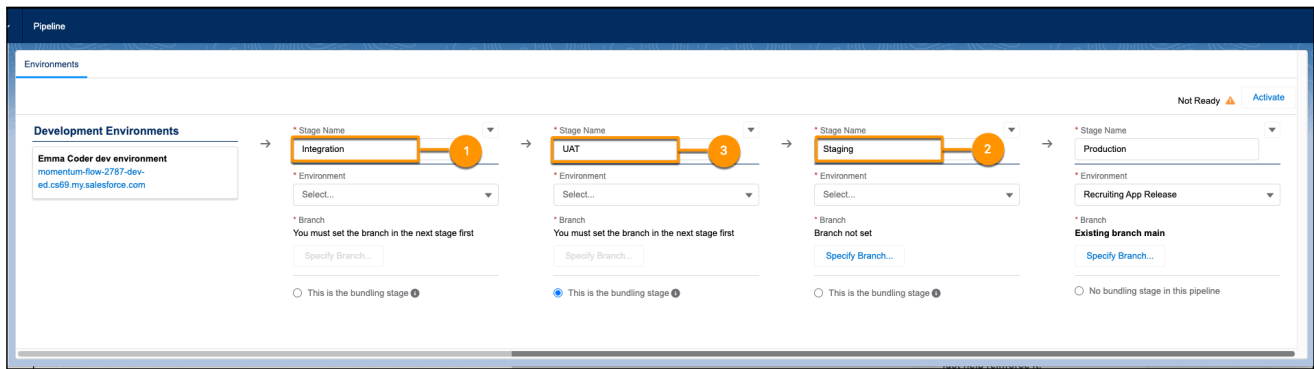 Pipeline
Environments
Not Ready
Activate
Development Environments
Emma Coder dev environment
momentum-flow-2787-dev-
ed.cs69.my.salesforce.com
* Stage Name
Integration
1
* Environment
Select...
* Branch
You must set the branch in the next stage first
Specify Branch...
This is the bundling stage
* Stage Name
UAT
3
* Environment
Select...
* Branch
You must set the branch in the next stage first
Specify Branch...
This is the bundling stage
* Stage Name
Staging
2
* Environment
Select...
* Branch
Branch not set
Specify Branch...
This is the bundling stage
* Stage Name
Production
* Environment
Recruiting App Release
* Branch
Existing branch main
Specify Branch...
No bundling stage in this pipeline